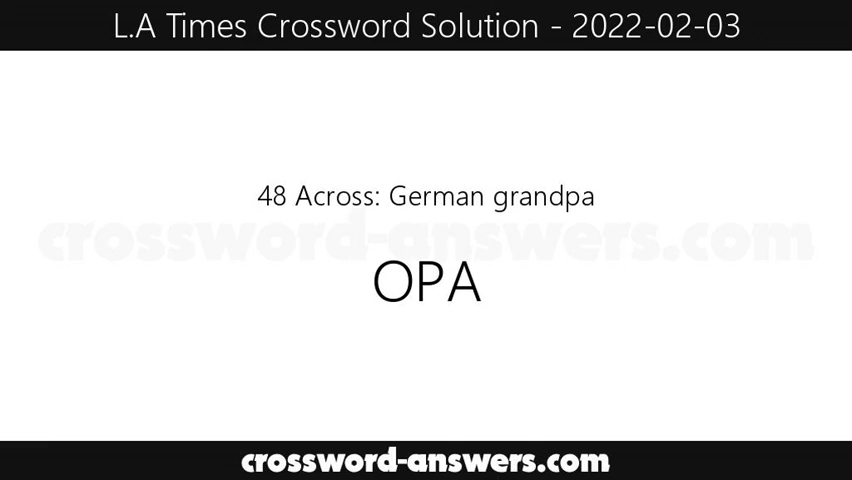 L.A Times Crossword Solution - 2022-02-03
48 Across: German grandpa
crossword-answers.com
OPA
crossword-answers.com